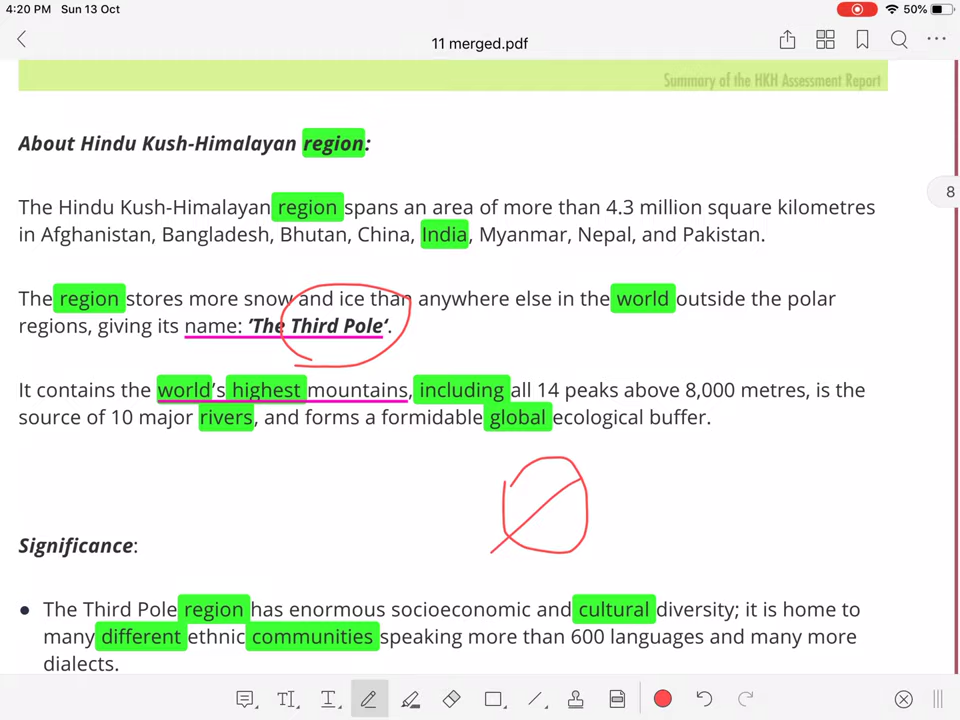 4:20 PM Sun 13 Oct
50%
11 merged.pdf
Summary of the HKH Assessment Report
About Hindu Kush-Himalayan region:
8
The Hindu Kush-Himalayan region spans an area of more than 4.3 million square kilometres
in Afghanistan, Bangladesh, Bhutan, China, India, Myanmar, Nepal, and Pakistan.
The region stores more snow and ice than anywhere else in the world outside the polar
regions, giving its name: ‘The Third Pole‘.
It contains the world’s highest mountains, including all 14 peaks above 8,000 metres, is the
source of 10 major rivers, and forms a formidable global ecological buffer.
Significance:
• The Third Pole region has enormous socioeconomic and cultural diversity; it is home to
many different ethnic communities speaking more than 600 languages and many more
dialects.